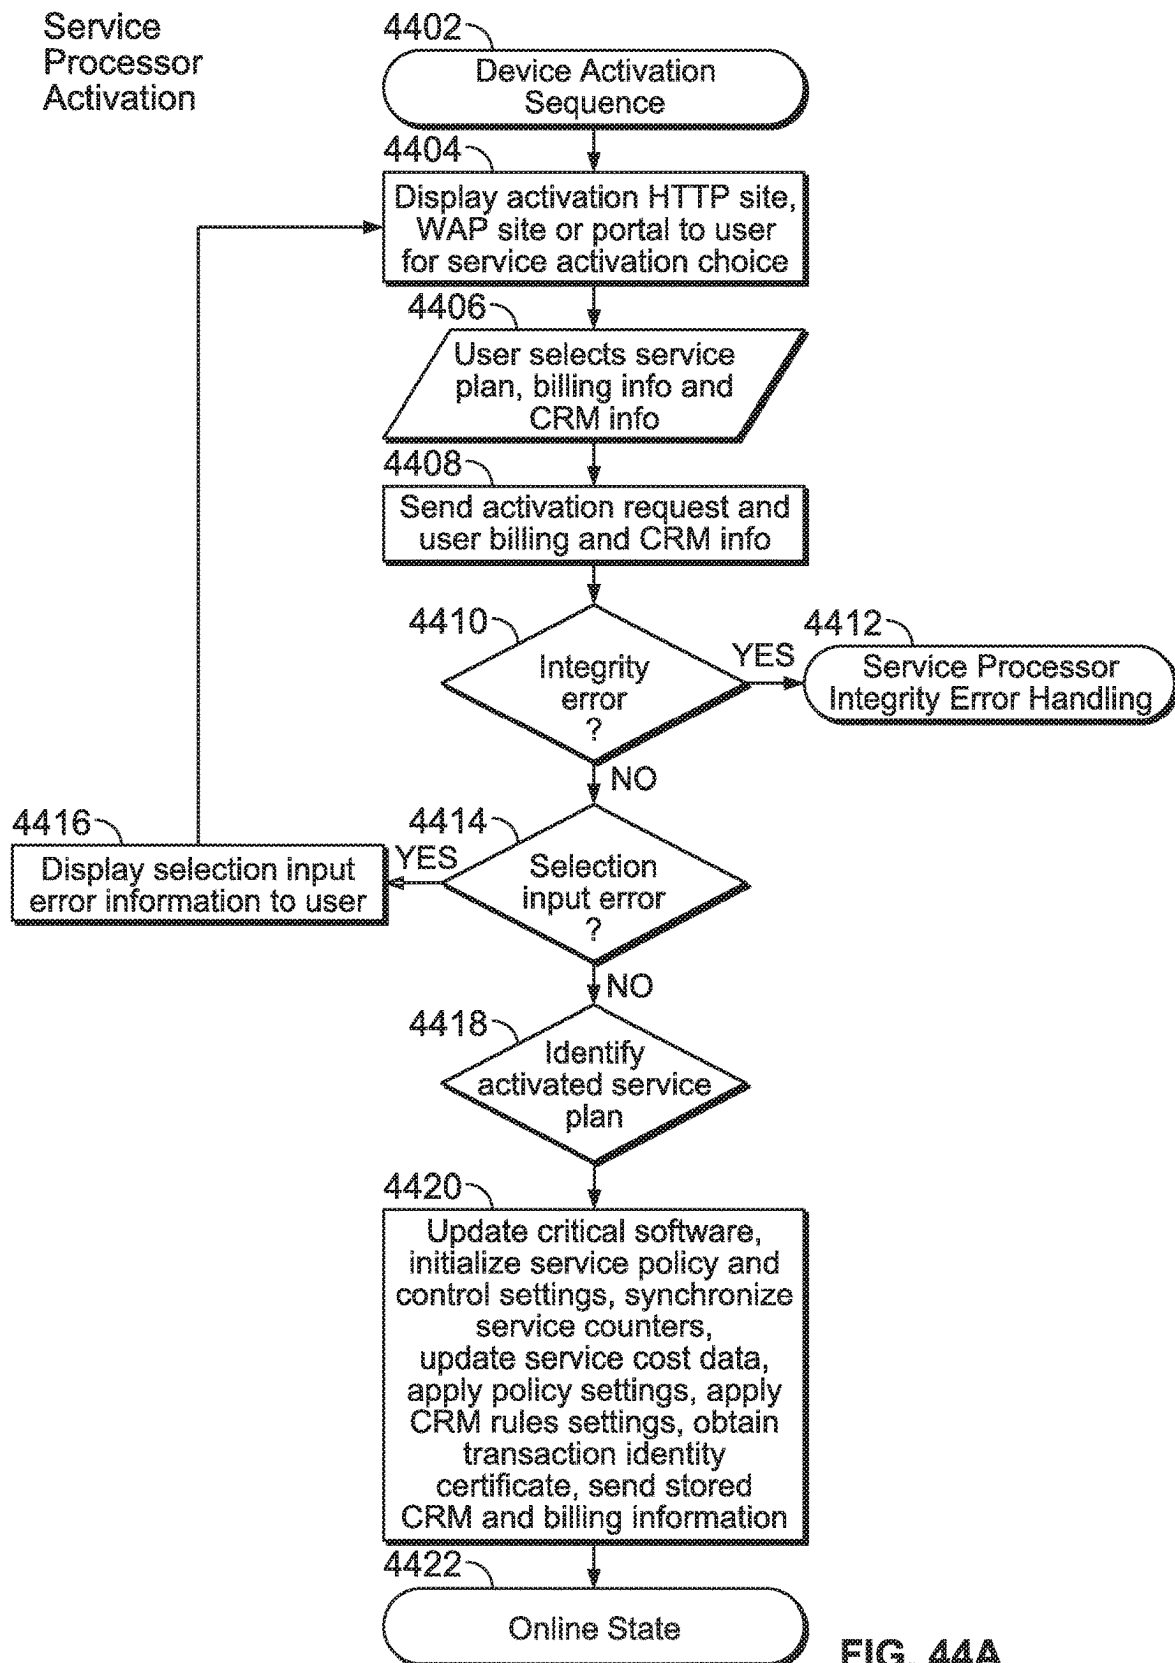 Service
Processor
Activation
4402
Device Activation
Sequence
4404
Display activation HTTP site,
WAP site or portal to user
for service activation choice
4406
User selects service
plan, billing info and
CRM info
4408
Send activation request and
user billing and CRM info
4410
Integrity
error
?
YES
4412
Service Processor
Integrity Error Handling
NO
4414
Selection
input error
?
YES
4416
Display selection input
error information to user
NO
4418
Identify
activated service
plan
4420
Update critical software,
initialize service policy and
control settings, synchronize
service counters,
update service cost data,
apply policy settings, apply
CRM rules settings, obtain
transaction identity
certificate, send stored
CRM and billing information
4422
Online State
FIG. 44A